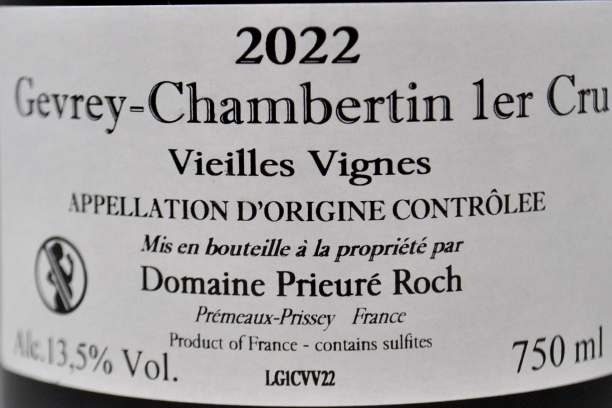 2022
Gevrey-Chambertin 1er Cru
Vieilles Vignes
APPELLATION D'ORIGINE CONTRÔLEE
Mis en bouteille à la propriété par
Domaine Prieuré Roch
Prémeaux-Prissey France
Product of France - contains sulfites
Alc.13,5% Vol.
750 ml
LG1CVV22